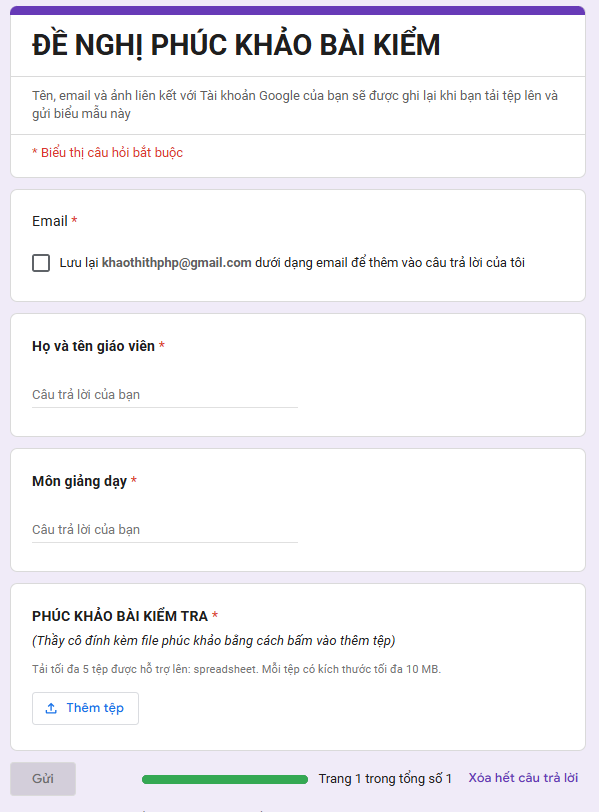 ĐỀ NGHỊ PHÚC KHẢO BÀI KIỂM
Tên, email và ảnh liên kết với Tài khoản Google của bạn sẽ được ghi lại khi bạn tải tệp lên và
gửi biểu mẫu này
* Biểu thị câu hỏi bắt buộc
Email *
Lưu lại khaothithphp@gmail.com dưới dạng email để thêm vào câu trả lời của tôi
Họ và tên giáo viên *
Câu trả lời của bạn
Môn giảng dạy *
Câu trả lời của bạn
PHÚC KHẢO BÀI KIỂM TRA *
(Thầy cô đính kèm file phúc khảo bằng cách bấm vào thêm tệp)
Tải tối đa 5 tệp được hỗ trợ lên: spreadsheet. Mỗi tệp có kích thước tối đa 10 MB.
Thêm tệp
Gửi
Trang 1 trong tổng số 1
Xóa hết câu trả lời